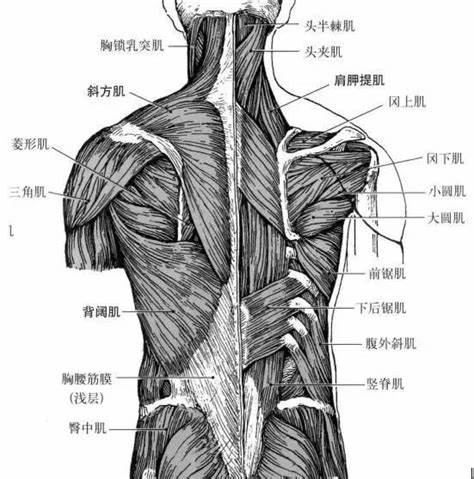 头半棘肌
胸锁乳突肌
头夹肌
肩胛提肌
斜方肌
冈上肌
菱形肌
冈下肌
三角肌
小圆肌
大圆肌
l
前锯肌
背阔肌
下后锯肌
腹外斜肌
胸腰筋膜
(浅层)
竖脊肌
臀中肌